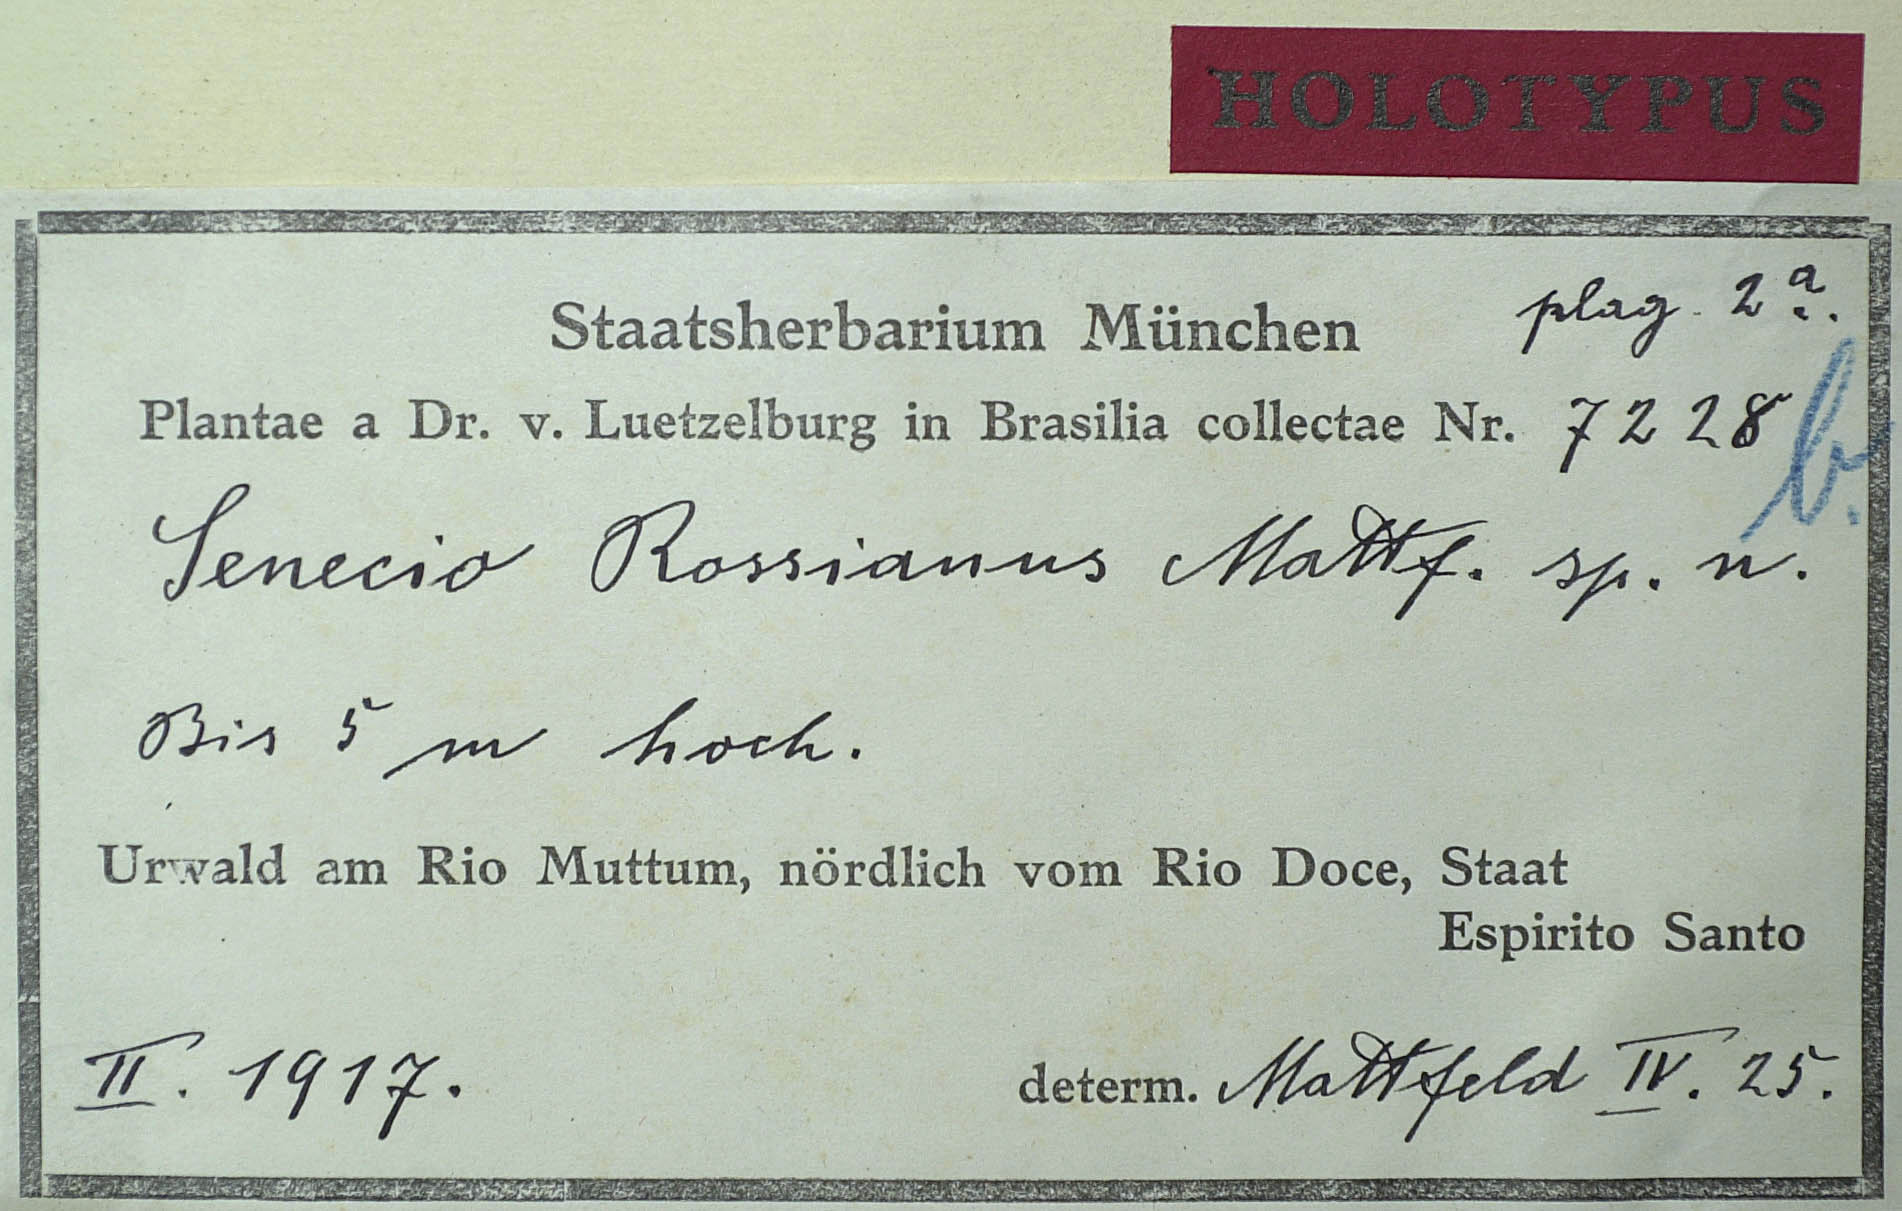 HOLOTYPUS
plag. 2a.
Staatsherbarium München
Plantae a Dr. v. Luetzelburg in Brasilia collectae Nr. 7228
b.
Senecio Rossianus Mattf. sp. n.
Bis 5 m hoch.
Urwald am Rio Muttum, nördlich vom Rio Doce, Staat
Espirito Santo
II. 1917.
determ. Mattfeld IV. 25.